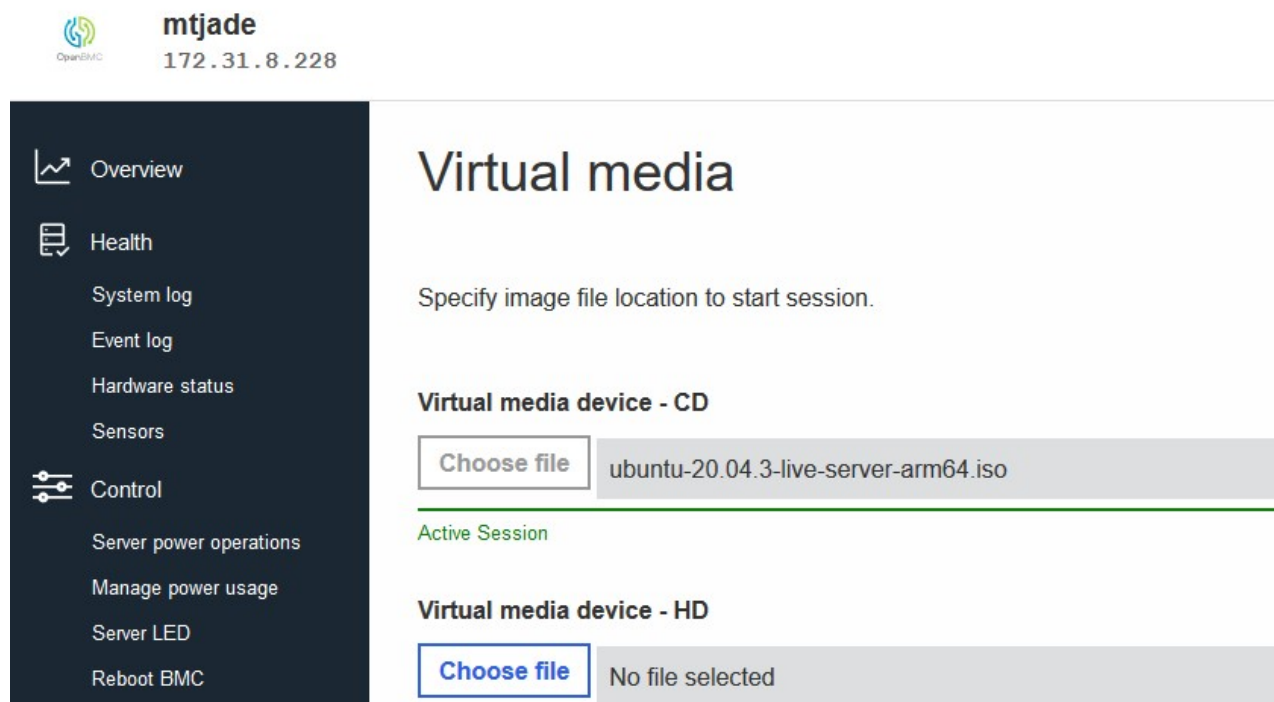 mtjade
OpenBMC
172.31.8.228
Overview
Health
System log
Event log
Hardware status
Sensors
Control
Server power operations
Manage power usage
Server LED
Reboot BMC
Virtual media
Specify image file location to start session.
Virtual media device - CD
Choose file ubuntu-20.04.3-live-server-arm64.iso
Active Session
Virtual media device - HD
Choose file No file selected